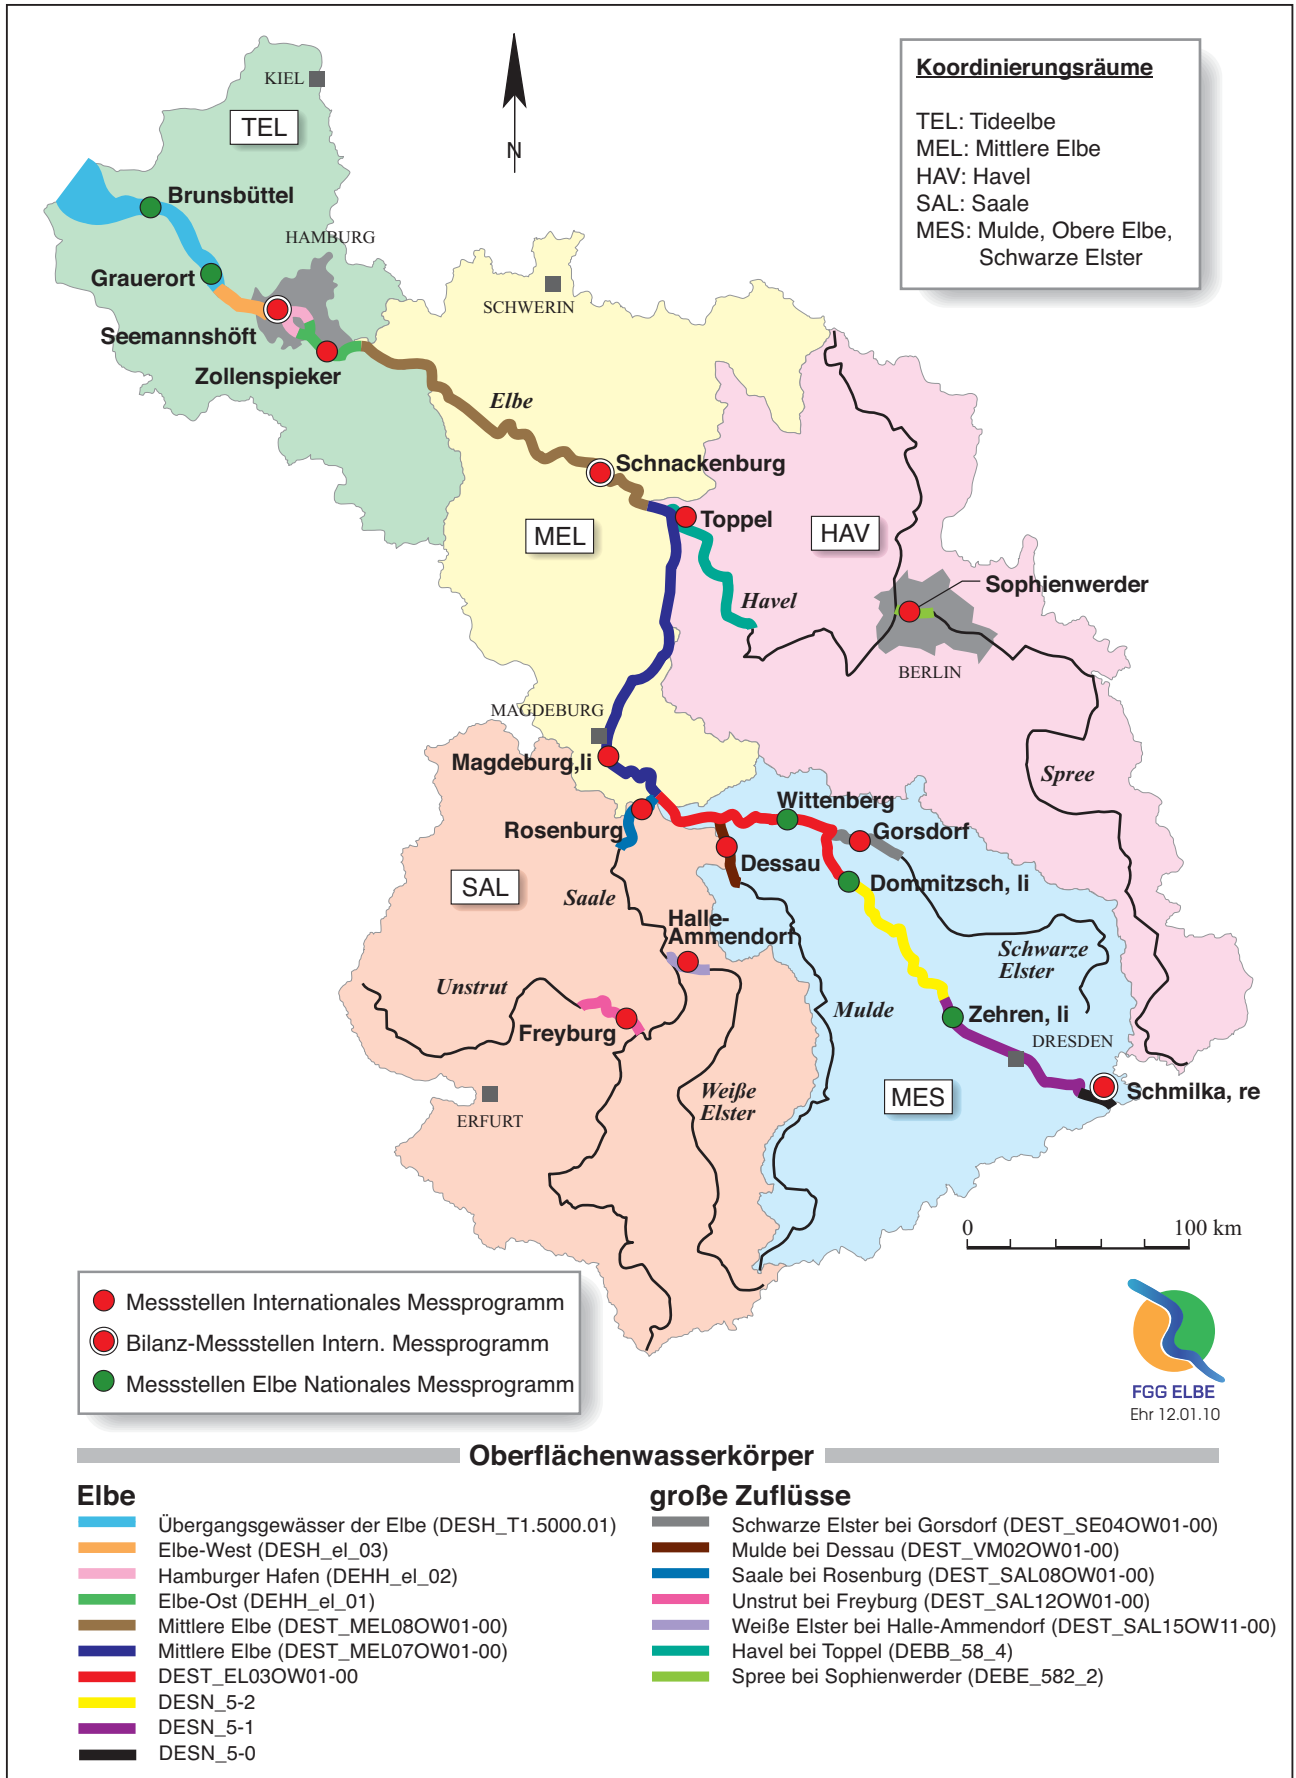 KIEL
TEL
N
Koordinierungsräume
TEL: Tideelbe
MEL: Mittlere Elbe
HAV: Havel
SAL: Saale
MES: Mulde, Obere Elbe,
Schwarze Elster
Brunsbüttel
HAMBURG
Grauerort
SCHWERIN
Seemannshöft
Zollenspieker
Elbe
Schnackenburg
Toppel
MEL
HAV
Sophienwerder
Havel
BERLIN
MAGDEBURG
Magdeburg,li
Spree
Wittenberg
Rosenburg
Gorsdorf
Dessau
SAL
Dommitzsch, li
Saale
Halle-
Ammendorf
Schwarze
Elster
Unstrut
Mulde
Zehren, li
Freyburg
DRESDEN
Weiße
Elster
MES
Schmilka, re
ERFURT
0 100 km
Messstellen Internationales Messprogramm
Bilanz-Messstellen Intern. Messprogramm
Messstellen Elbe Nationales Messprogramm
FGG ELBE
Ehr 12.01.10
Oberflächenwasserkörper
Elbe
Übergangsgewässer der Elbe (DESH_T1.5000.01)
Elbe-West (DESH_el_03)
Hamburger Hafen (DEHH_el_02)
Elbe-Ost (DEHH_el_01)
Mittlere Elbe (DEST_MEL08OW01-00)
Mittlere Elbe (DEST_MEL07OW01-00)
DEST_EL03OW01-00
DESN_5-2
DESN_5-1
DESN_5-0
große Zuflüsse
Schwarze Elster bei Gorsdorf (DEST_SE04OW01-00)
Mulde bei Dessau (DEST_VM02OW01-00)
Saale bei Rosenburg (DEST_SAL08OW01-00)
Unstrut bei Freyburg (DEST_SAL12OW01-00)
Weiße Elster bei Halle-Ammendorf (DEST_SAL15OW11-00)
Havel bei Toppel (DEBB_58_4)
Spree bei Sophienwerder (DEBE_582_2)